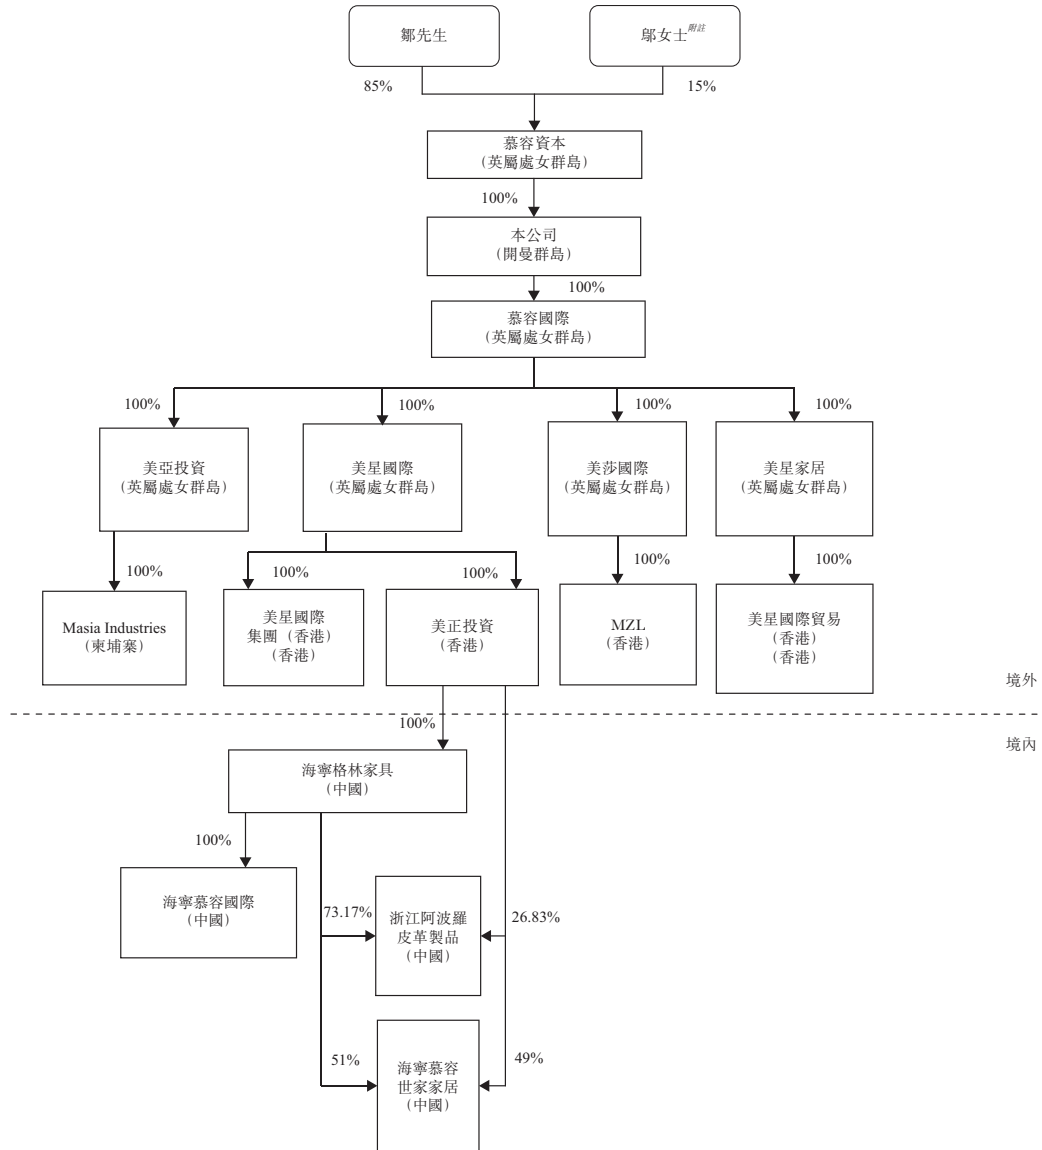 鄒先生
鄔女士附註
85%
15%
慕容資本
(英屬處女群島)
100%
本公司
(開曼群島)
100%
慕容國際
(英屬處女群島)
100%
100%
100%
100%
美亞投資
(英屬處女群島)
美星國際
(英屬處女群島)
美莎國際
(英屬處女群島)
美星家居
(英屬處女群島)
100%
100%
100%
100%
100%
Masia Industries
(柬埔寨)
美星國際
集團(香港)
(香港)
美正投資
(香港)
MZL
(香港)
美星國際貿易
(香港)
(香港)
境外
100%
境內
海寧格林家具
(中國)
100%
海寧慕容國際
(中國)
73.17%
浙江阿波羅
皮革製品
(中國)
26.83%
51%
海寧慕容
世家家居
(中國)
49%